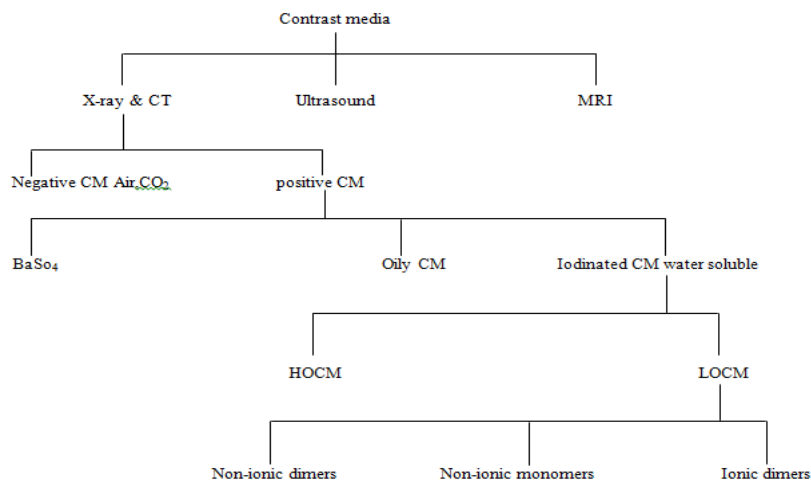 Contrast media
X-ray & CT Ultrasound MRI
Negative CM Air,CO₂ positive CM
BaSo₄ Oily CM Iodinated CM water soluble
HOCM LOCM
Non-ionic dimers Non-ionic monomers Ionic dimers